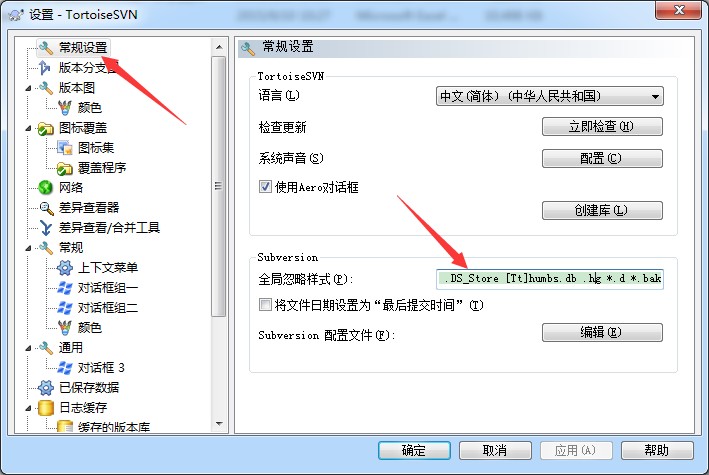 设置 - TortoiseSVN
常规设置
版本分支图
版本图
颜色
图标覆盖
图标集
覆盖程序
网络
差异查看器
差异查看/合并工具
常规
上下文菜单
对话框组一
对话框组二
颜色
通用
对话框 3
已保存数据
日志缓存
缓存的版本库
常规设置
TortoiseSVN
语言(L)
中文(简体) (中华人民共和国)
检查更新
立即检查(H)
系统声音(S)
配置(C)
使用Aero对话框
创建库(L)
Subversion
全局忽略样式(P):
.DS_Store [Tt]humbs.db .hg *.d *.bak
将文件日期设置为“最后提交时间”(T)
Subversion 配置文件(F):
编辑(E)
确定
取消
应用(A)
帮助